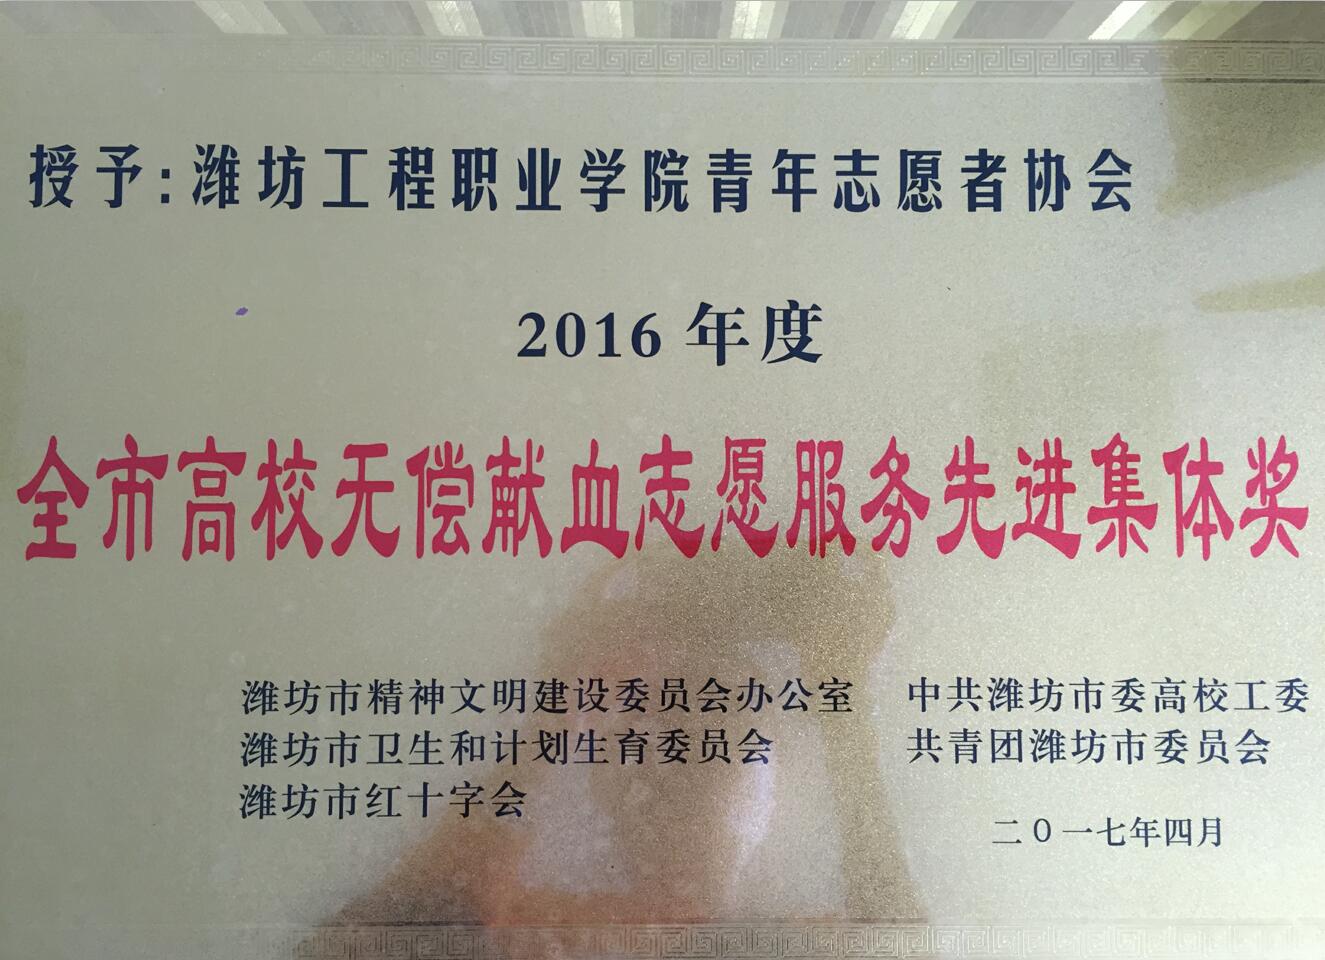 授予:潍坊工程职业学院青年志愿者协会
2016 年度
全市高校无偿献血志愿服务先进集体奖
潍坊市精神文明建设委员会办公室 中共潍坊市委高校工委
潍坊市卫生和计划生育委员会 共青团潍坊市委员会
潍坊市红十字会
二0一七年四月